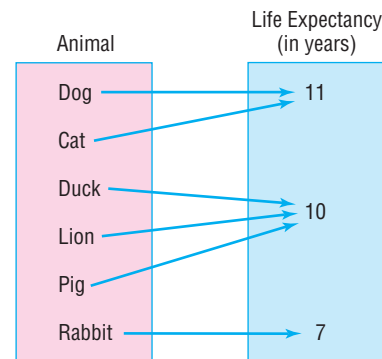 Life Expectancy
Animal (in years)
Dog 11
Cat
Duck
10
Lion
Pig
Rabbit 7